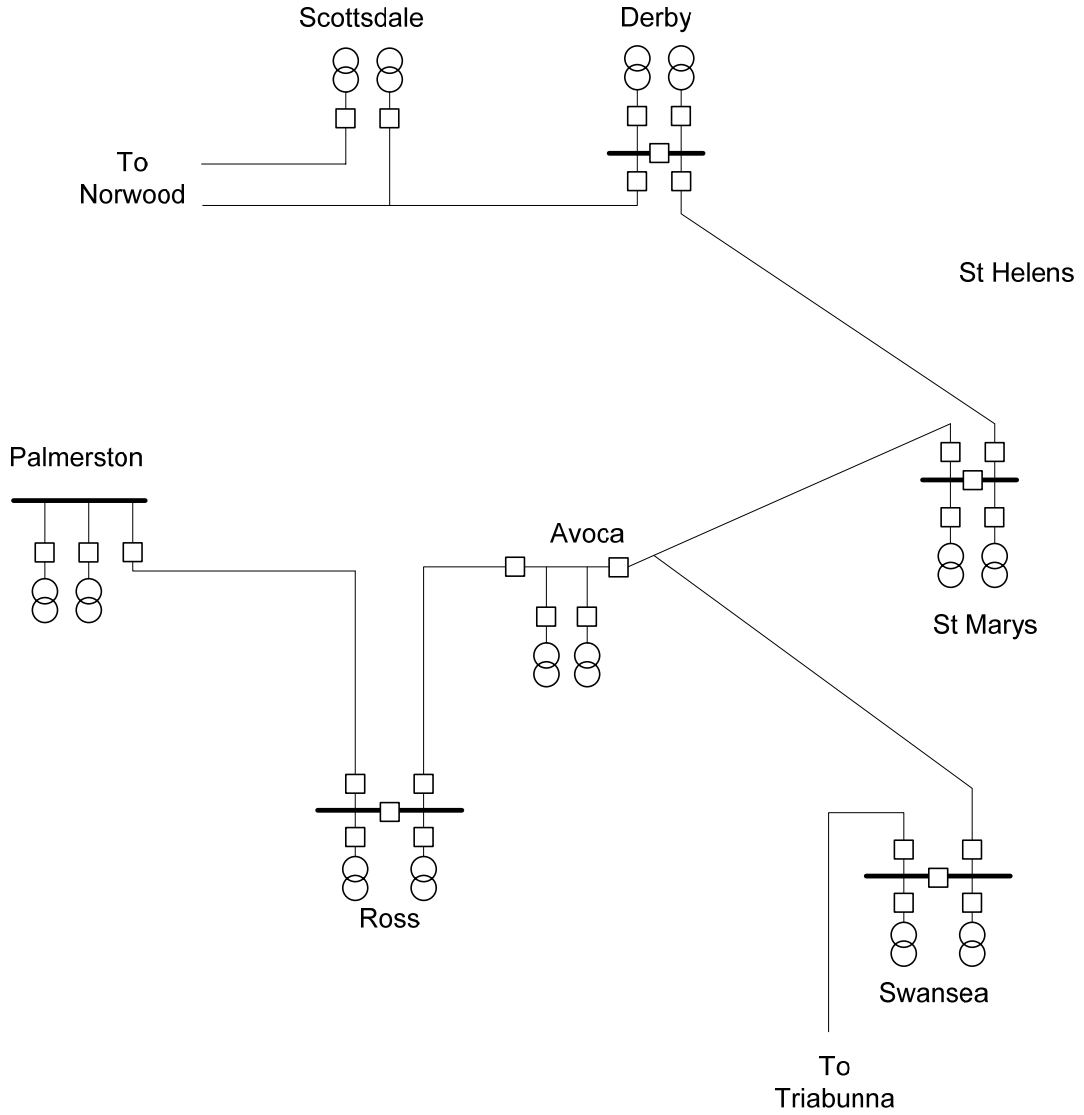 Scottsdale
Derby
To
Norwood
St Helens
Palmerston
Avoca
St Marys
Ross
Swansea
To
Triabunna